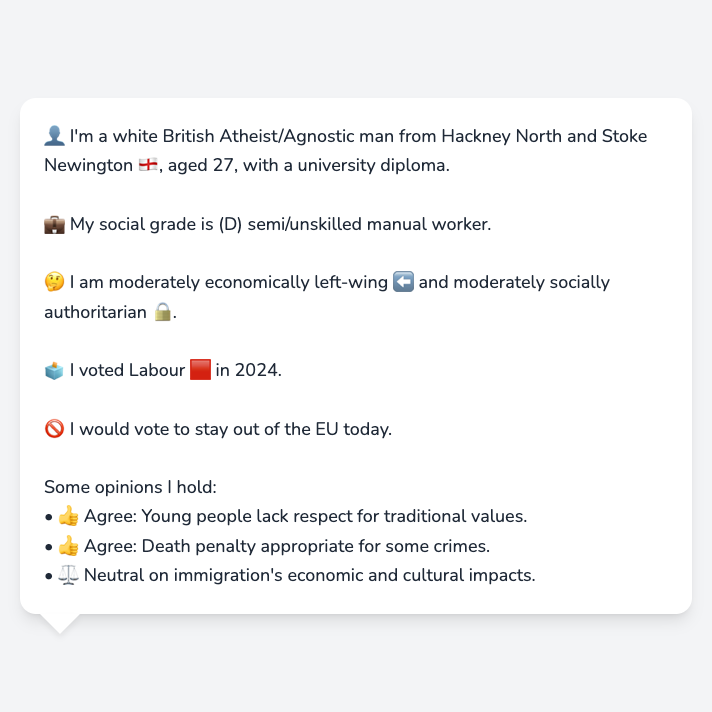 👤 I'm a white British Atheist/Agnostic man from Hackney North and Stoke
Newington 🏴󠁧󠁢󠁥󠁮󠁧󠁿, aged 27, with a university diploma.
💼 My social grade is (D) semi/unskilled manual worker.
🤔 I am moderately economically left-wing ⬅️ and moderately socially
authoritarian 🔒.
🗳️ I voted Labour 🟥 in 2024.
🚫 I would vote to stay out of the EU today.
Some opinions I hold:
• 👍 Agree: Young people lack respect for traditional values.
• 👍 Agree: Death penalty appropriate for some crimes.
• ⚖️ Neutral on immigration's economic and cultural impacts.